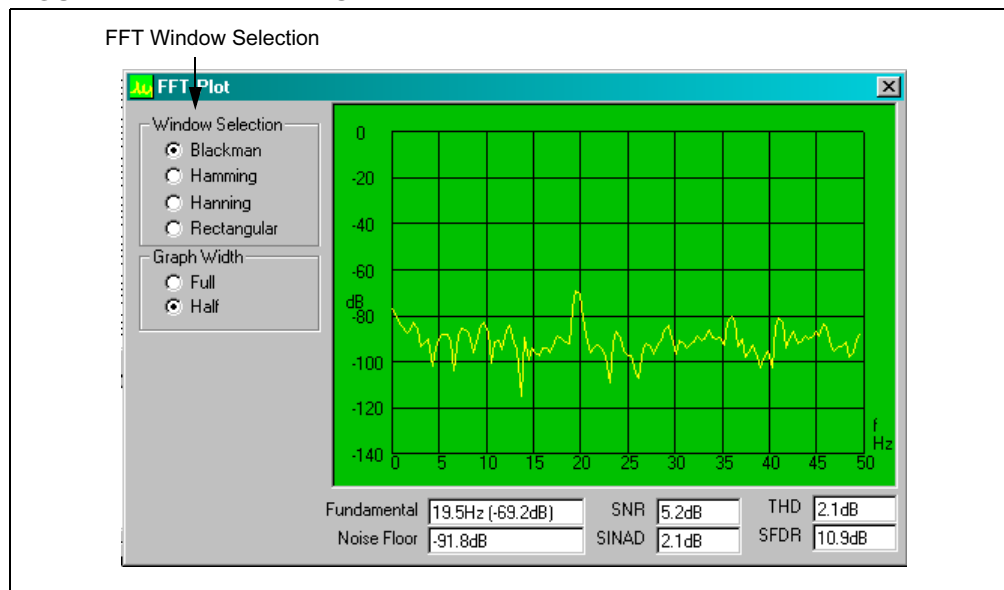 FFT Window Selection
FFT Plot
Window Selection
Blackman
Hamming
Hanning
Rectangular
Graph Width
Full
Half
0
-20
-40
-60
dB
-80
-100
-120
-140
0 5 10 15 20 25 30 35 40 45 50
f
Hz
Fundamental 19.5Hz (-69.2dB) SNR 5.2dB THD 2.1dB
Noise Floor -91.8dB SINAD 2.1dB SFDR 10.9dB